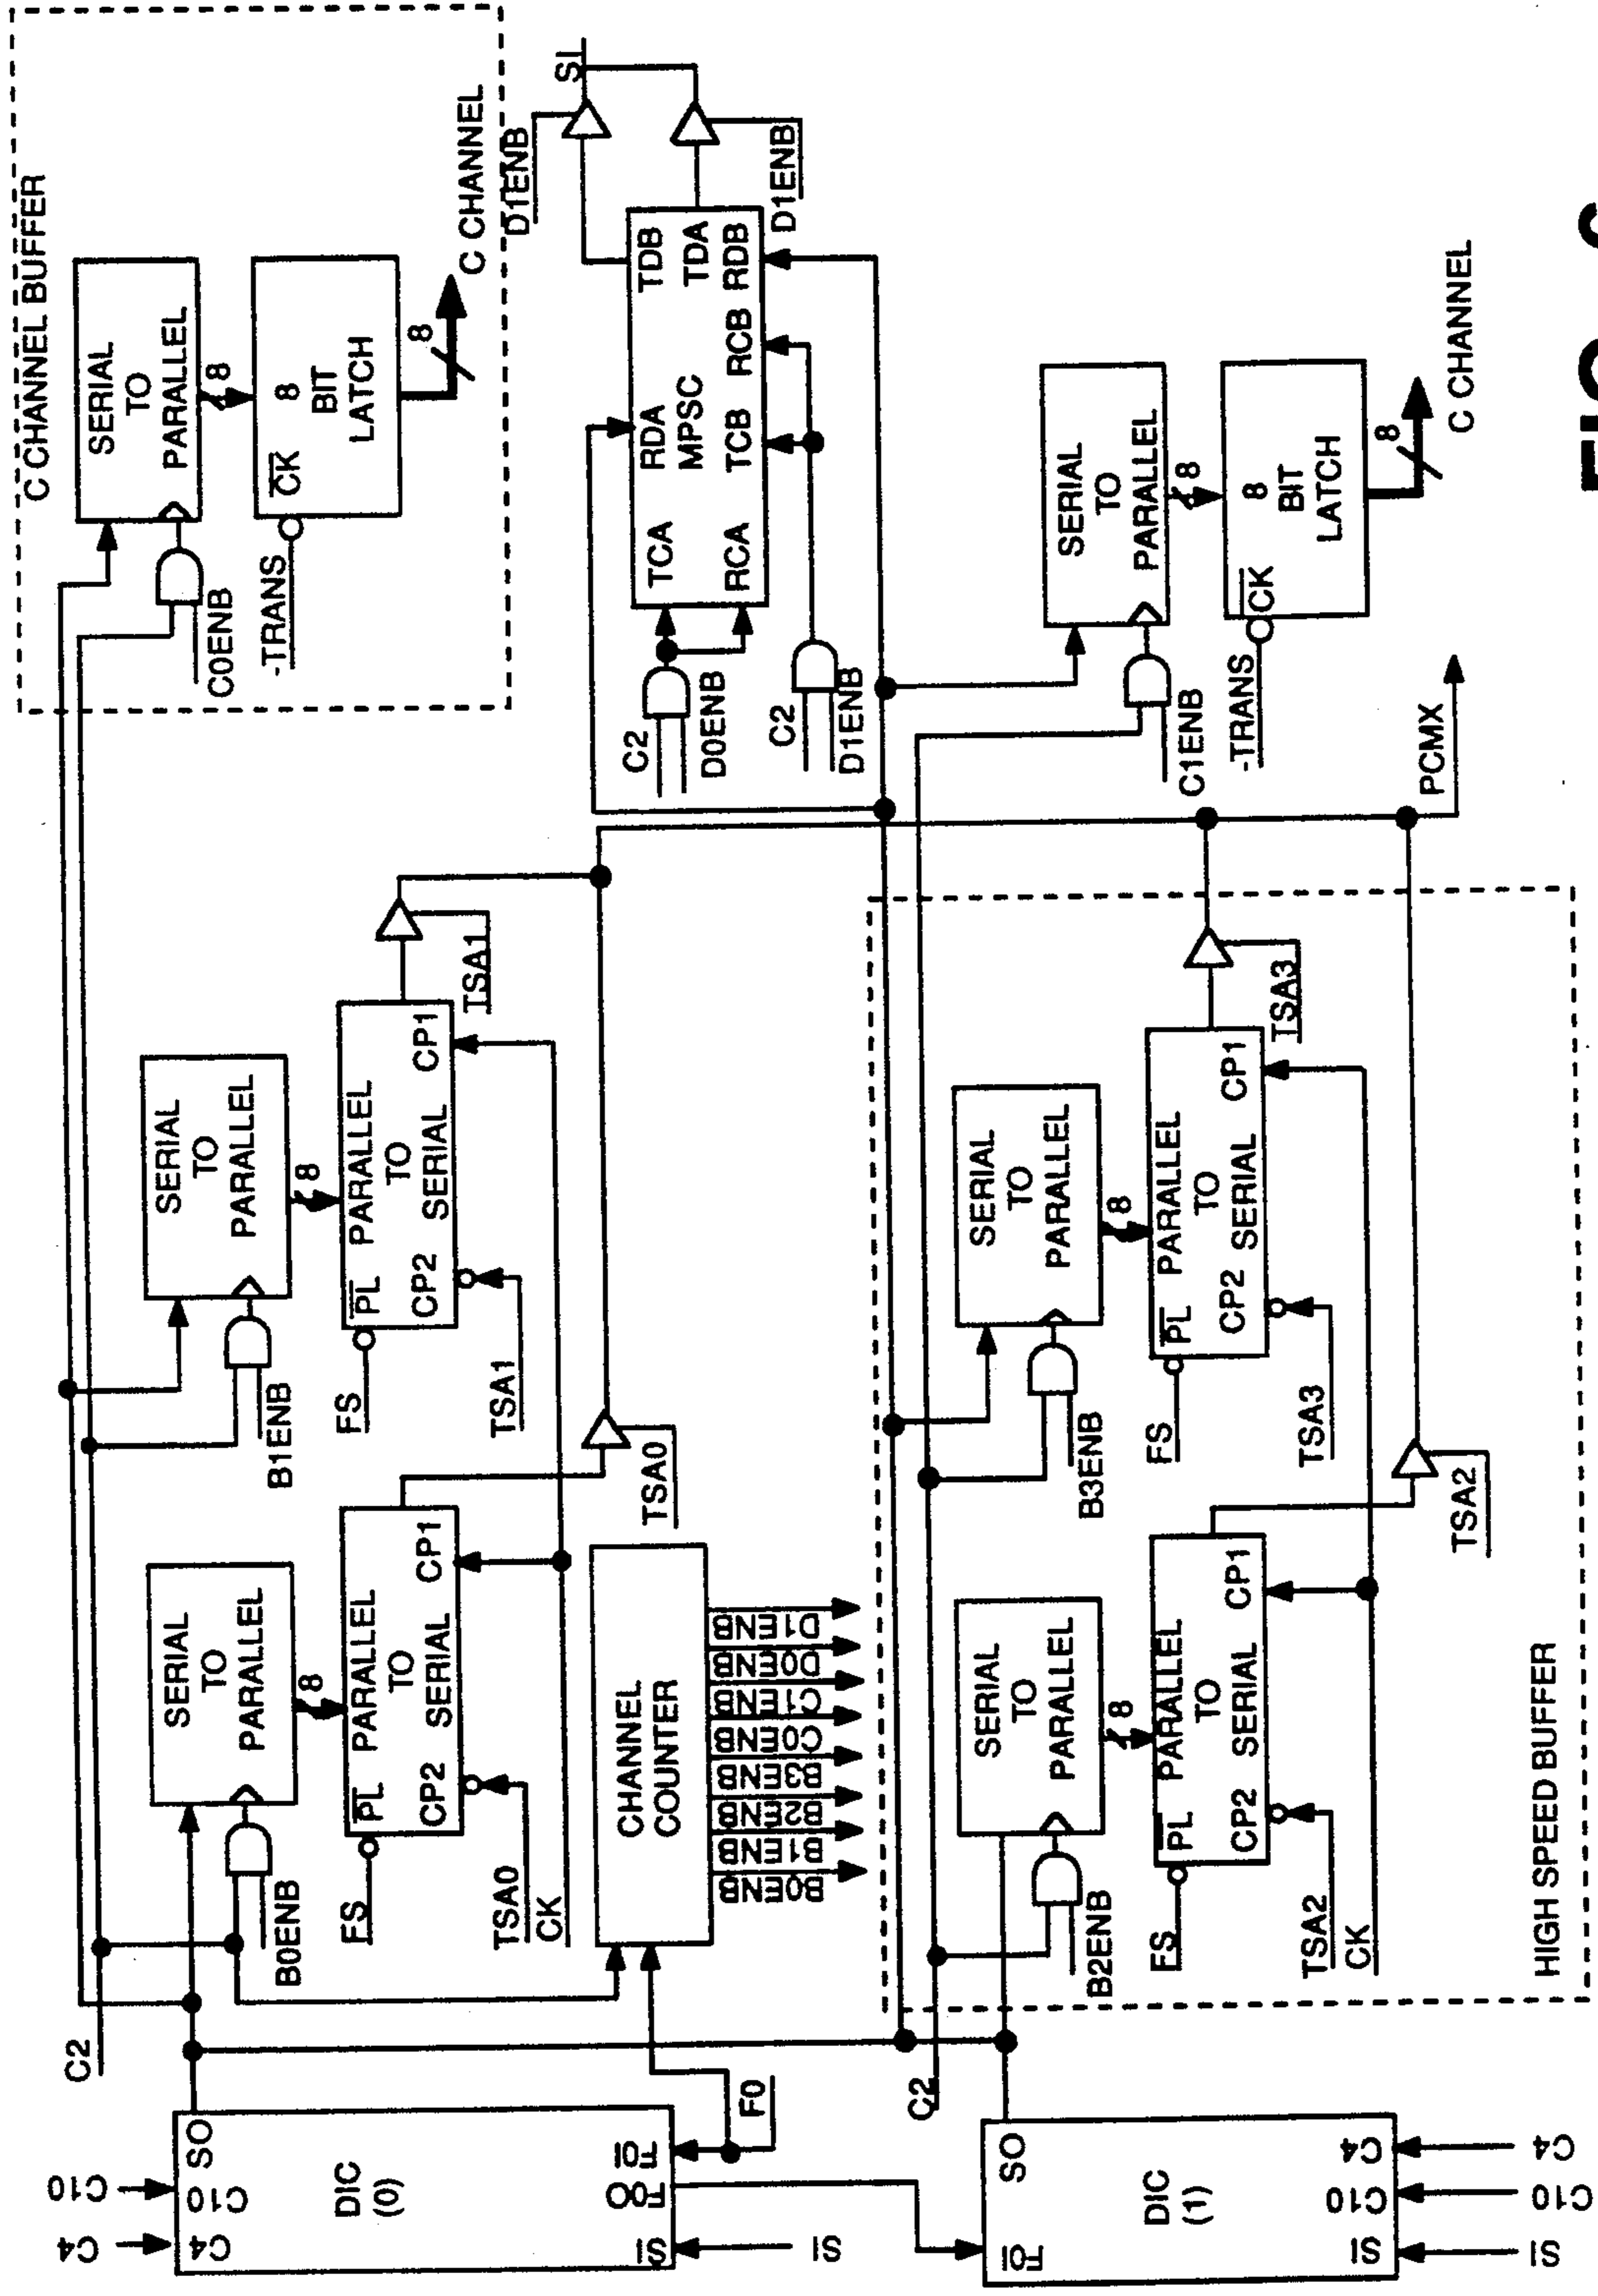 C CHANNEL BUFFER
SERIAL
TO
PARALLEL
8
8
BIT
LATCH
CK
8
C CHANNEL
C0ENB
-TRANS
D1ENB
SI
TDB
TDA
RDB
RCB
RDA
MPSC
TCB
TCA
RCA
D1ENB
C2
D0ENB
C2
D1ENB
SERIAL
TO
PARALLEL
8
8
BIT
LATCH
CK
8
C CHANNEL
C1ENB
-TRANS
PCMX
SERIAL
TO
PARALLEL
8
PL
PARALLEL
TO
SERIAL
CP1
CP2
B1ENB
FS
TSA1
TSA1
SERIAL
TO
PARALLEL
8
PL
PARALLEL
TO
SERIAL
CP1
CP2
B0ENB
FS
TSA0
CK
TSA0
CHANNEL
COUNTER
D1ENB
D0ENB
C1ENB
C0ENB
B3ENB
B2ENB
B1ENB
B0ENB
SERIAL
TO
PARALLEL
8
PL
PARALLEL
TO
SERIAL
CP1
CP2
B3ENB
FS
TSA3
TSA3
SERIAL
TO
PARALLEL
8
PL
PARALLEL
TO
SERIAL
CP1
CP2
B2ENB
FS
TSA2
CK
TSA2
HIGH SPEED BUFFER
C2
C2
F0
SO
C10
C4
DIC
(0)
FOI
FOO
SI
C10
C4
SI
SO
C4
C10
DIC
(1)
FOI
SI
C4
C10
SI